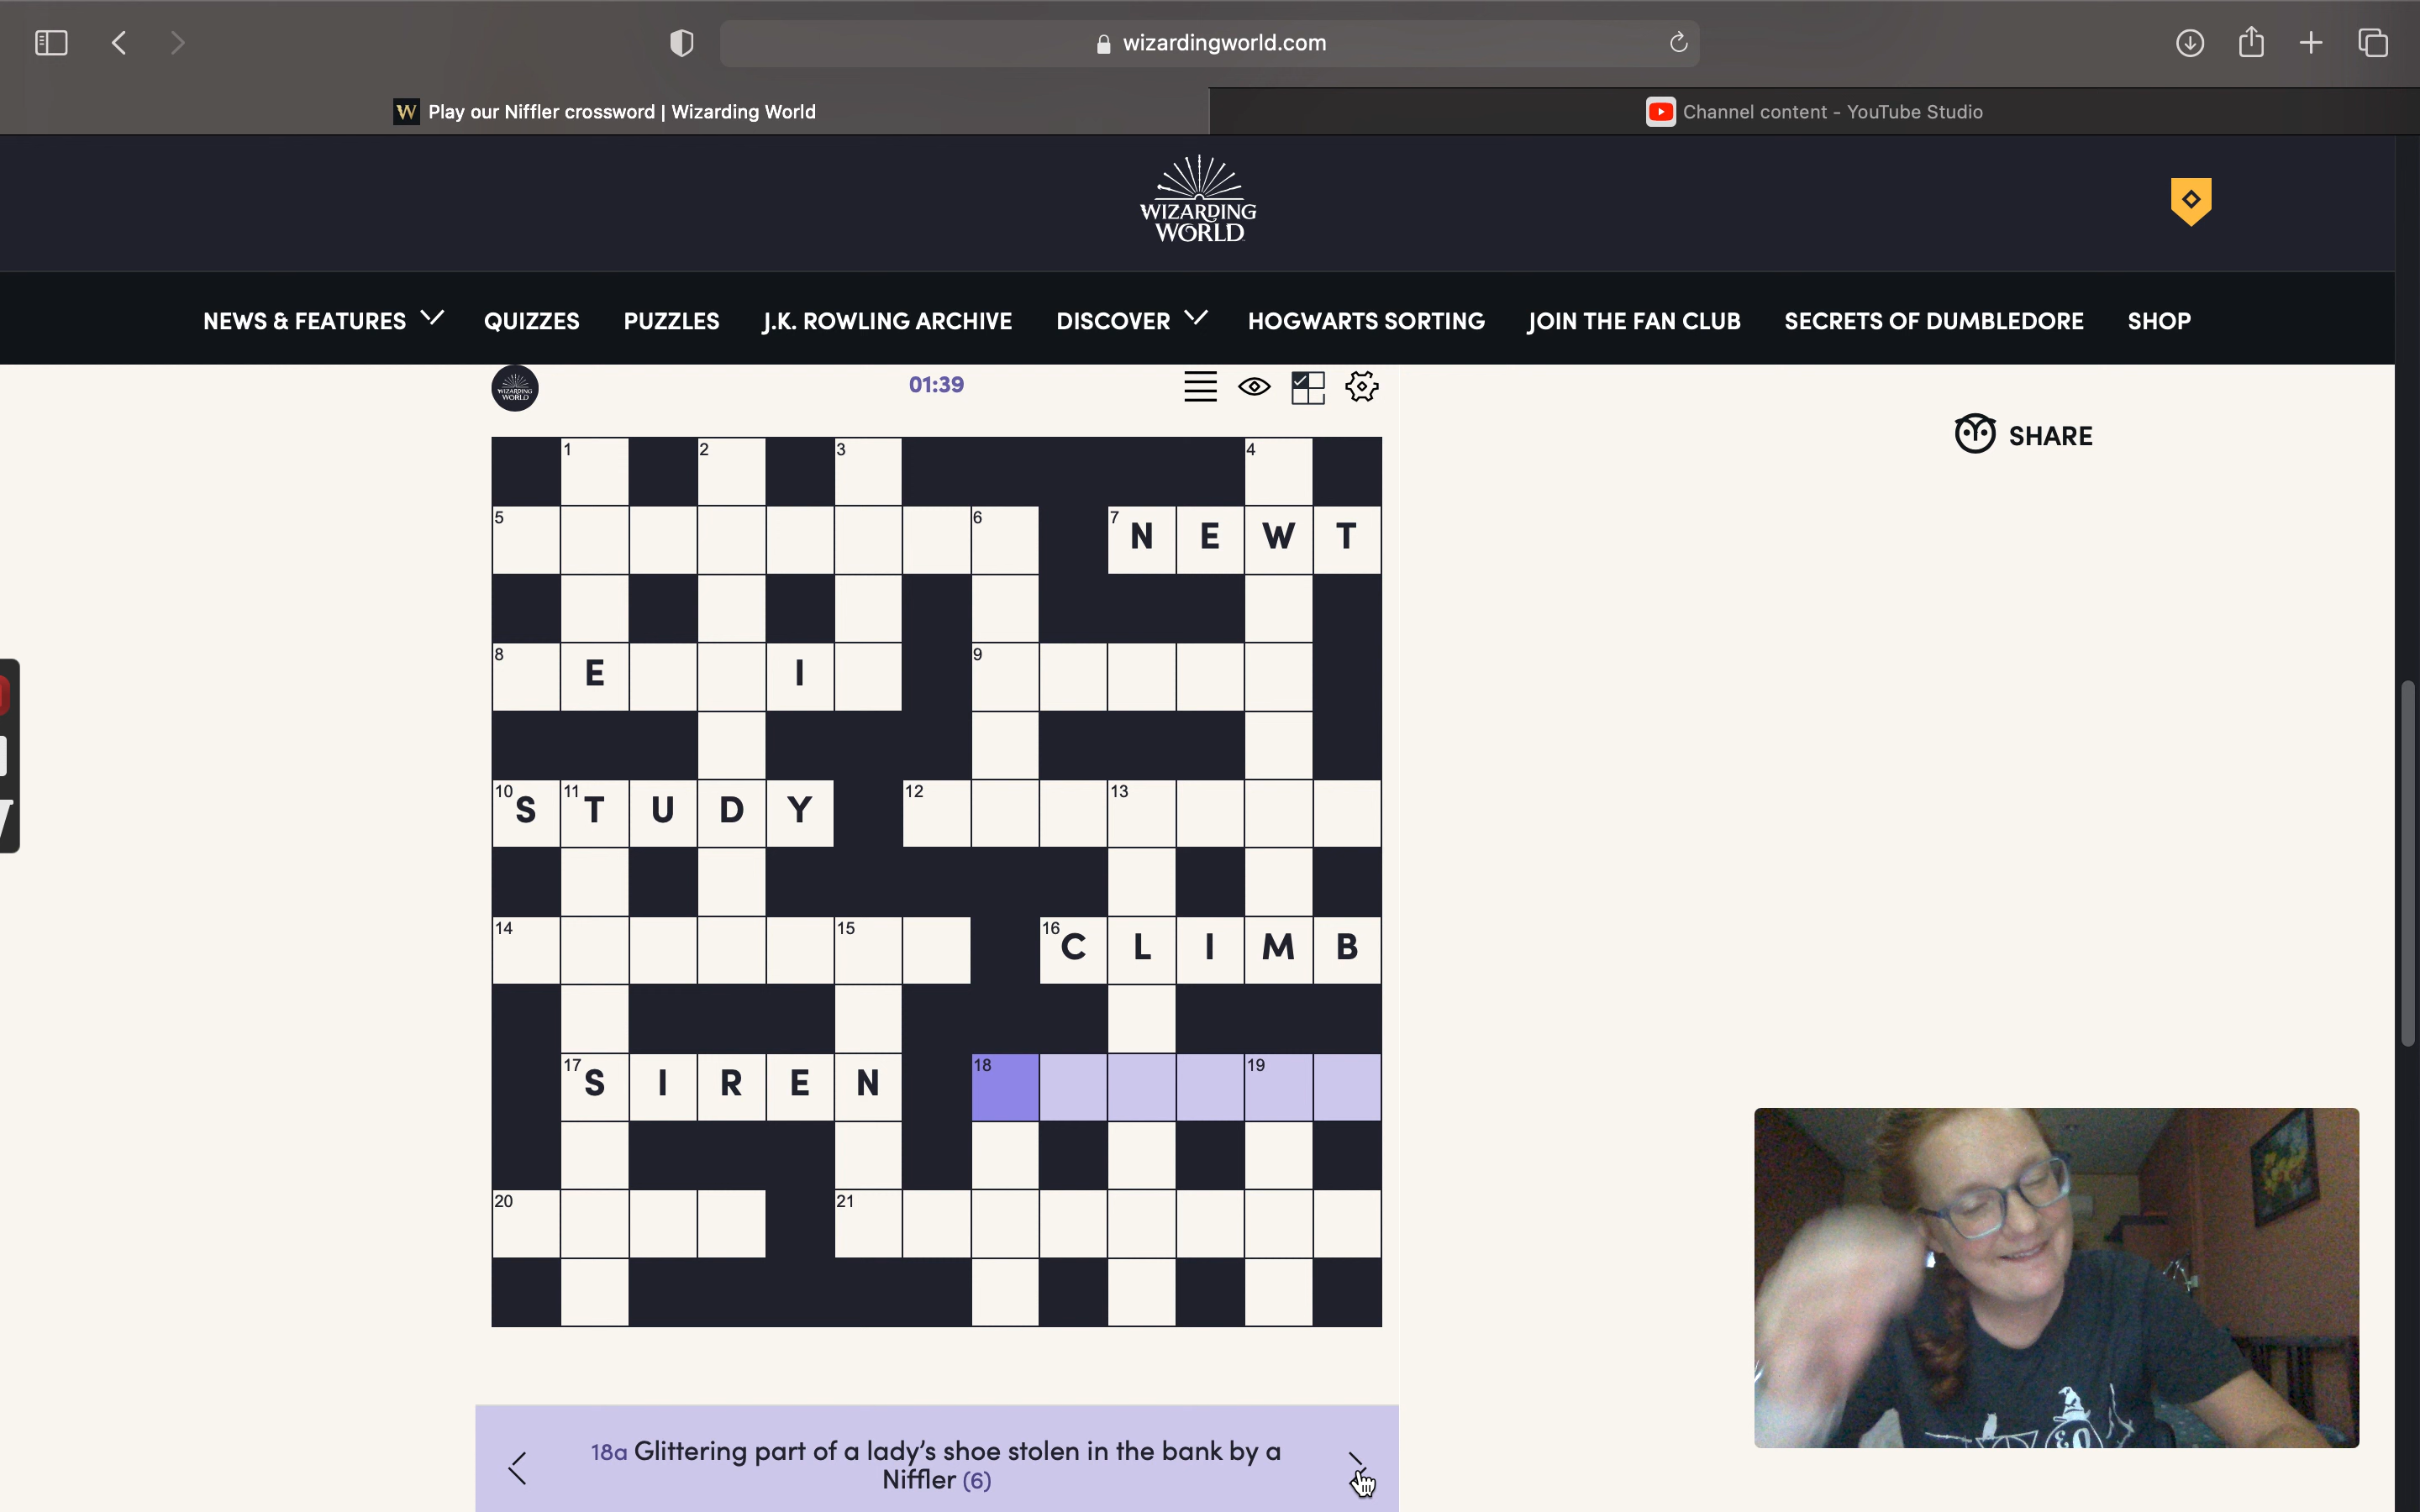 wizardingworld.com
W Play our Niffler crossword | Wizarding World
Channel content - YouTube Studio
WIZARDING
WORLD
NEWS & FEATURES QUIZZES PUZZLES J.K. ROWLING ARCHIVE DISCOVER HOGWARTS SORTING JOIN THE FAN CLUB SECRETS OF DUMBLEDORE SHOP
WIZARDING
WORLD
01:39
SHARE
1 2 3 4
5 6 7 N E W T
8 E I 9
10 S 11 T U D Y 12 13
14 15 16 C L I M B
17 S I R E N 18 19
20 21
18a Glittering part of a lady's shoe stolen in the bank by a
Niffler (6)